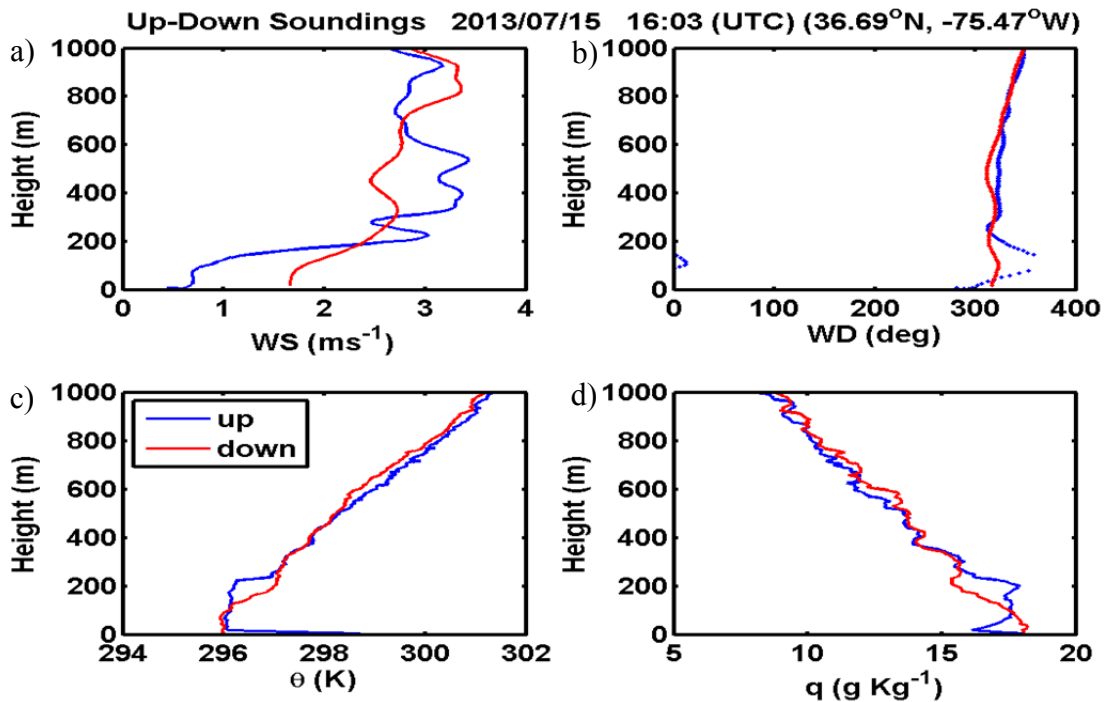 Up-Down Soundings 2013/07/15 16:03 (UTC) (36.69°N, -75.47°W)
a)
1000
800
600
400
200
0
Height (m)
0 1 2 3 4
WS (ms⁻¹)
b)
1000
800
600
400
200
0
Height (m)
0 100 200 300 400
WD (deg)
c)
1000
800
600
400
200
0
Height (m)
up
down
294 296 298 300 302
θ (K)
d)
1000
800
600
400
200
0
Height (m)
5 10 15 20
q (g Kg⁻¹)